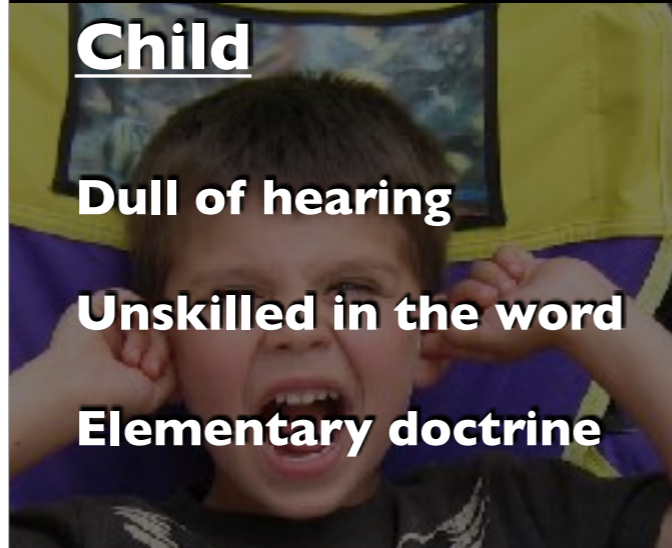 Child
Dull of hearing
Unskilled in the word
Elementary doctrine